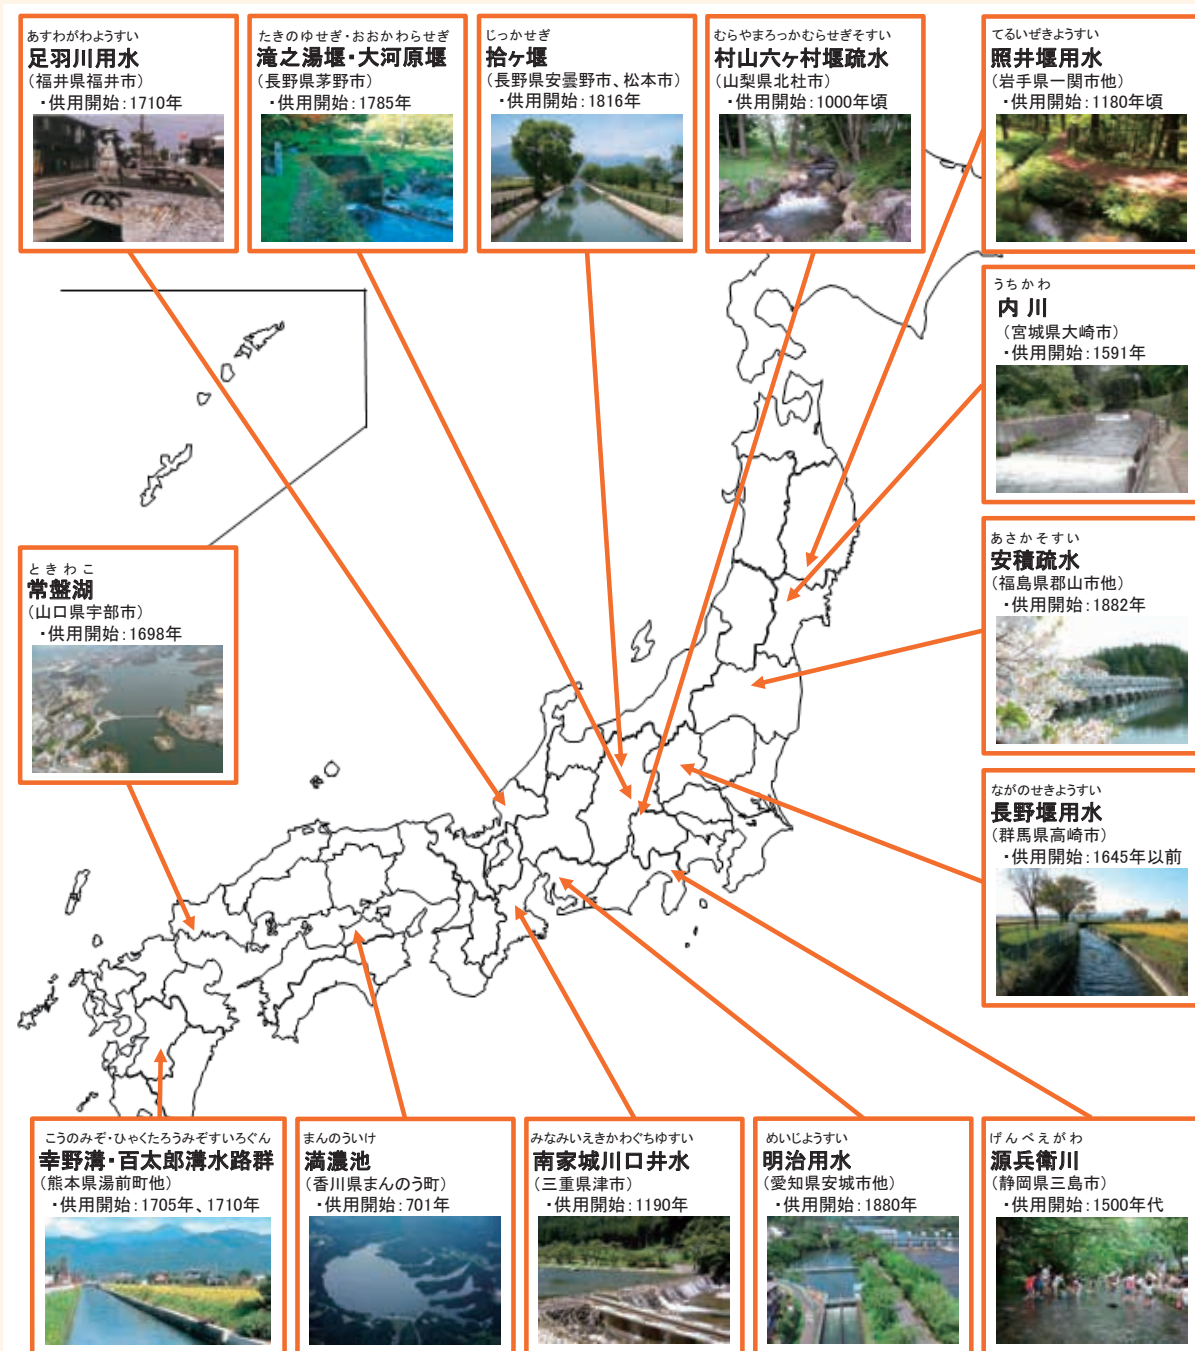 あすわがわようすい
足羽川用水
(福井県福井市)
・供用開始:1710年
たきのゆせぎ・おおかわらせぎ
滝之湯堰・大河原堰
(長野県茅野市)
・供用開始:1785年
じっかせぎ
拾ヶ堰
(長野県安曇野市、松本市)
・供用開始:1816年
むらやまろっかむらせぎそすい
村山六ヶ村堰疏水
(山梨県北杜市)
・供用開始:1000年頃
てるいぜきようすい
照井堰用水
(岩手県一関市他)
・供用開始:1180年頃
うちかわ
内川
(宮城県大崎市)
・供用開始:1591年
あさかそすい
安積疏水
(福島県郡山市他)
・供用開始:1882年
ときわこ
常盤湖
(山口県宇部市)
・供用開始:1698年
ながのせきようすい
長野堰用水
(群馬県高崎市)
・供用開始:1645年以前
こうのみぞ・ひゃくたろうみぞすいろぐん
幸野溝・百太郎溝水路群
(熊本県湯前町他)
・供用開始:1705年、1710年
まんのういけ
満濃池
(香川県まんのう町)
・供用開始:701年
みなみいえきかわぐちゆすい
南家城川口井水
(三重県津市)
・供用開始:1190年
めいじようすい
明治用水
(愛知県安城市他)
・供用開始:1880年
げんべえがわ
源兵衛川
(静岡県三島市)
・供用開始:1500年代